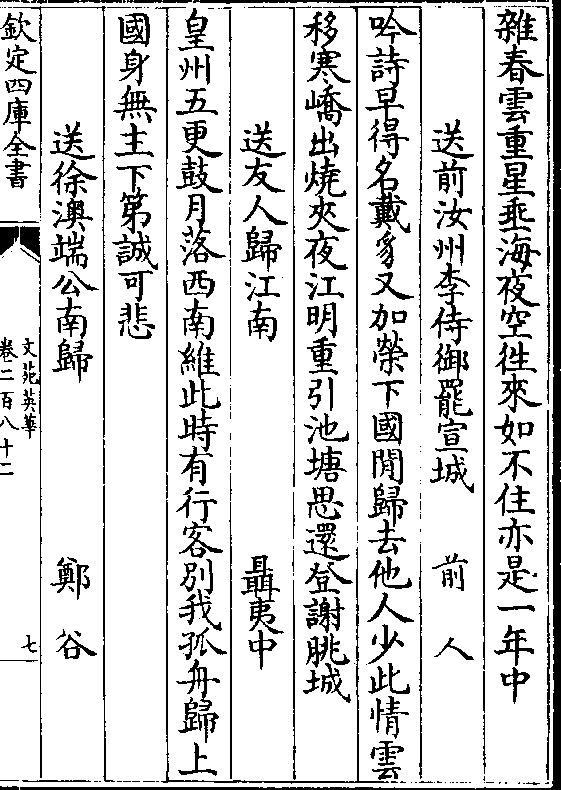 雜春雲重星乖海夜空徃來如不住亦是一年中
送前汝州李侍御罷宣城 前人
吟詩早得名戴豸又加榮下國閒歸去他人少此情雲
移寒嶠出燒夾夜江明重引池塘思還登謝朓城
送友人歸江南 聶夷中
皇州五更鼓月落西南維此時有行客別我孤舟歸上
國身無主下第誠可悲
送徐澳端公南歸 鄭谷
欽定四庫全書
文苑英華
卷二百八十二
七